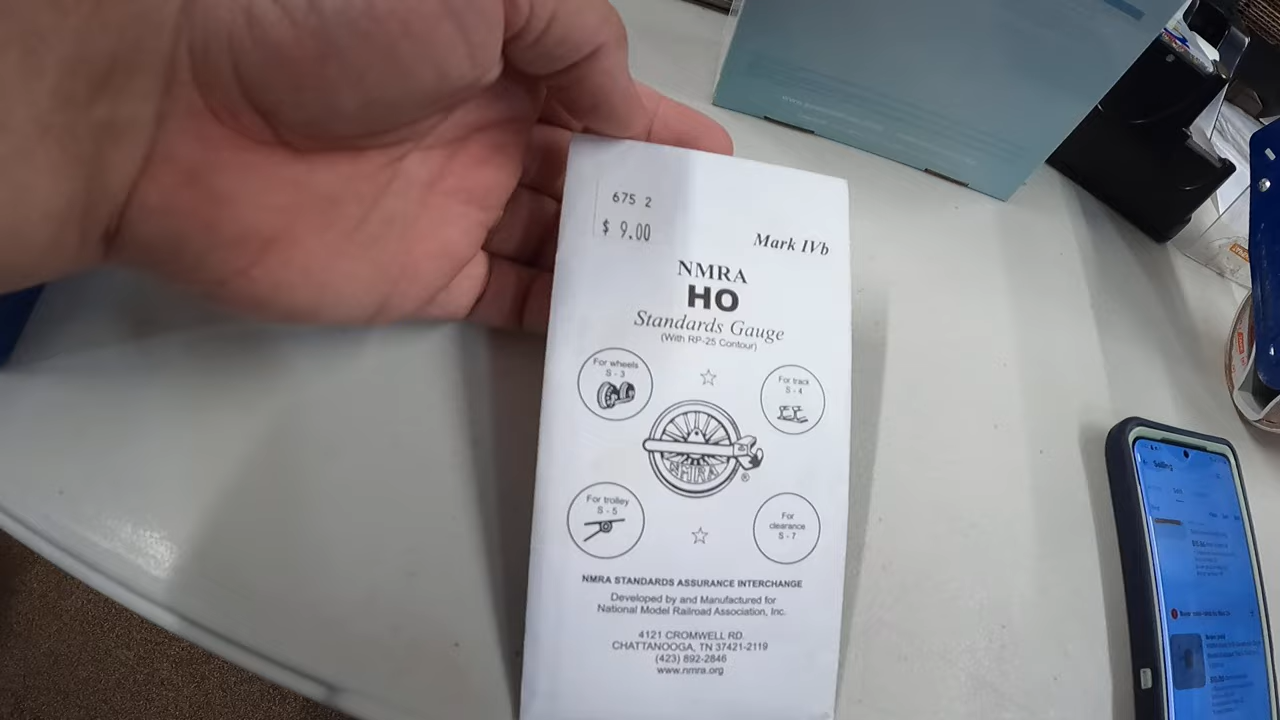 675 2
$ 9.00
Mark IVb
NMRA
HO
Standards Gauge
(With RP-25 Contour)
For wheels
S - 3
For track
S - 4
NMRA
®
For trolley
S - 5
For
clearance
S - 7
NMRA STANDARDS ASSURANCE INTERCHANGE
Developed by and Manufactured for
National Model Railroad Association, Inc.
4121 CROMWELL RD.
CHATTANOOGA, TN 37421-2119
(423) 892-2846
www.nmra.org
Selling